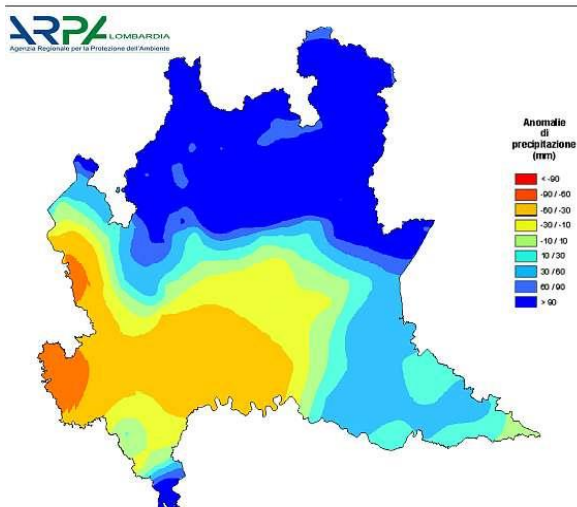 ARPA LOMBARDIA
Agenzia Regionale per la Protezione dell'Ambiente
Anomalie
di
precipitazione
(mm)
< -90
-90 / -60
-60 / -30
-30 / -10
-10 / 10
10 / 30
30 / 60
60 / 90
> 90